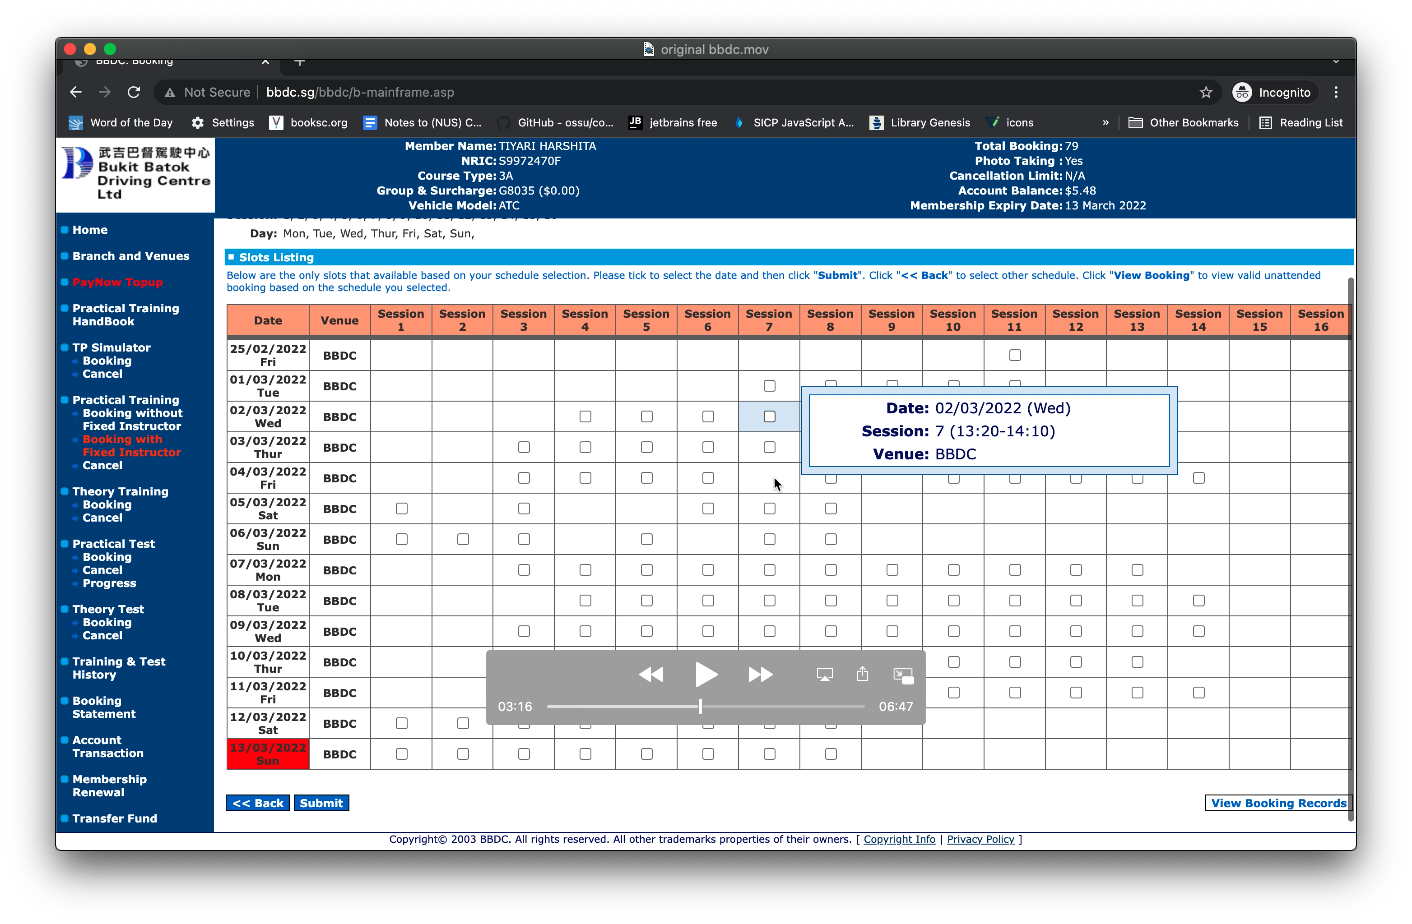 original bbdc.mov
BBDC: Booking
Not Secure | bbdc.sg/bbdc/b-mainframe.asp
Incognito
Word of the Day Settings booksc.org Notes to (NUS) C... GitHub - ossu/co... jetbrains free SICP JavaScript A... Library Genesis icons » Other Bookmarks Reading List
武吉巴督駕駛中心
Bukit Batok
Driving Centre
Ltd
Member Name: TIYARI HARSHITA
NRIC: S9972470F
Course Type: 3A
Group & Surcharge: G8035 ($0.00)
Vehicle Model: ATC
Total Booking: 79
Photo Taking : Yes
Cancellation Limit: N/A
Account Balance: $5.48
Membership Expiry Date: 13 March 2022
Home
Branch and Venues
PayNow Topup
Practical Training
HandBook
TP Simulator
Booking
Cancel
Practical Training
Booking without
Fixed Instructor
Booking with
Fixed Instructor
Cancel
Theory Training
Booking
Cancel
Practical Test
Booking
Cancel
Progress
Theory Test
Booking
Cancel
Training & Test
History
Booking
Statement
Account
Transaction
Membership
Renewal
Transfer Fund
Day: Mon, Tue, Wed, Thur, Fri, Sat, Sun,
Slots Listing
Below are the only slots that available based on your schedule selection. Please tick to select the date and then click "Submit". Click "<< Back" to select other schedule. Click "View Booking" to view valid unattended
booking based on the schedule you selected.
Date Venue Session 1 Session 2 Session 3 Session 4 Session 5 Session 6 Session 7 Session 8 Session 9 Session 10 Session 11 Session 12 Session 13 Session 14 Session 15 Session 16
25/02/2022 Fri BBDC
01/03/2022 Tue BBDC
02/03/2022 Wed BBDC
03/03/2022 Thur BBDC
04/03/2022 Fri BBDC
05/03/2022 Sat BBDC
06/03/2022 Sun BBDC
07/03/2022 Mon BBDC
08/03/2022 Tue BBDC
09/03/2022 Wed BBDC
10/03/2022 Thur BBDC
11/03/2022 Fri BBDC
12/03/2022 Sat BBDC
13/03/2022 Sun BBDC
Date: 02/03/2022 (Wed)
Session: 7 (13:20-14:10)
Venue: BBDC
03:16
06:47
<< Back Submit
View Booking Records
Copyright© 2003 BBDC. All rights reserved. All other trademarks properties of their owners. [ Copyright Info | Privacy Policy ]